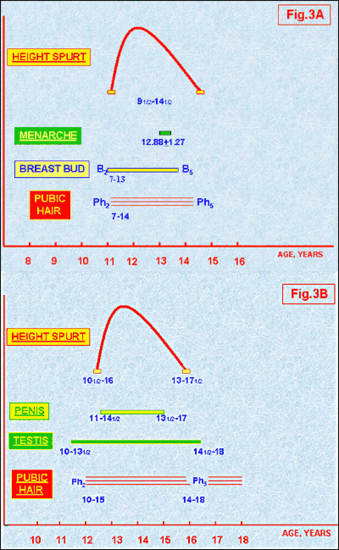 Fig.3A
HEIGHT SPURT
9 1/2 -14 1/2
MENARCHE
12.88±1.27
BREAST BUD B2 B5
7-13
PUBIC HAIR Ph2 Ph5
7-14
AGE, YEARS
8 9 10 11 12 13 14 15 16
Fig.3B
HEIGHT SPURT
10 1/2 -16 13-17 1/2
PENIS
11-14 1/2 13 1/2 -17
TESTIS
10-13 1/2 14 1/2 -18
PUBIC HAIR Ph2 Ph5
10-15 14-18
AGE, YEARS
10 11 12 13 14 15 16 17 18